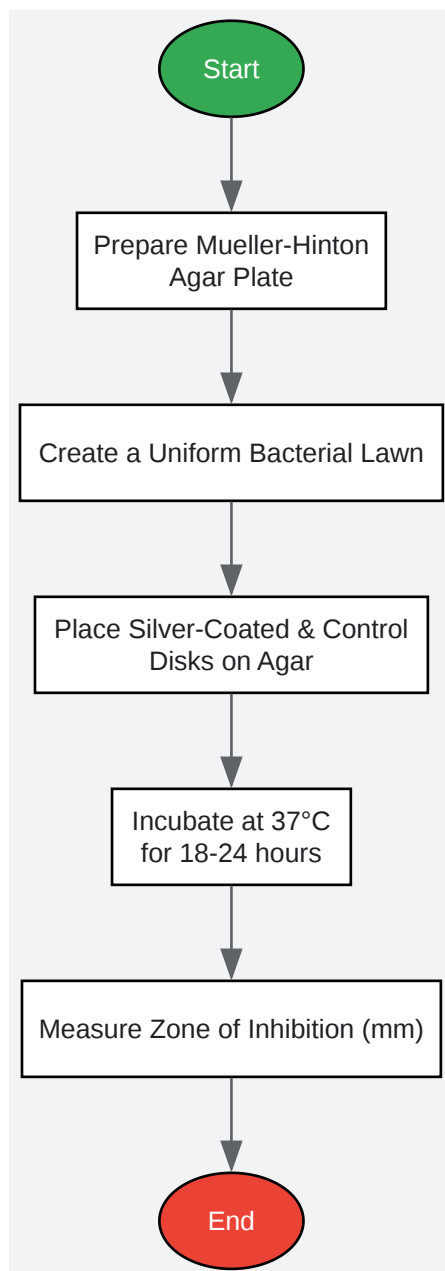 Start
Prepare Mueller-Hinton
Agar Plate
Create a Uniform Bacterial Lawn
Place Silver-Coated & Control
Disks on Agar
Incubate at 37°C
for 18-24 hours
Measure Zone of Inhibition (mm)
End